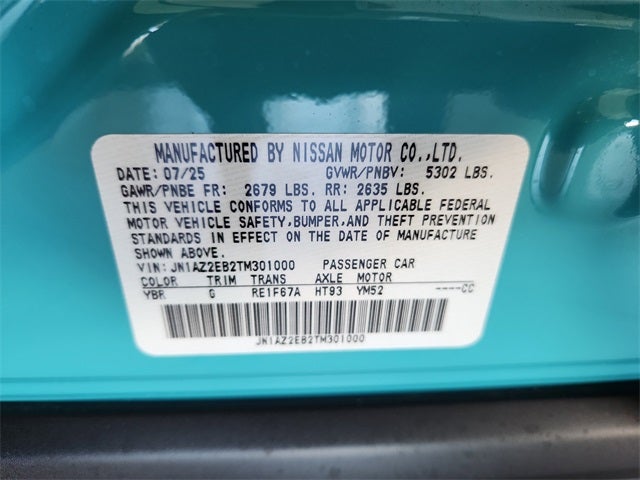 MANUFACTURED BY NISSAN MOTOR CO.,LTD.
DATE: 07/25 GVWR/PNBV: 5302 LBS.
GAWR/PNBE FR: 2679 LBS. RR: 2635 LBS.
THIS VEHICLE CONFORMS TO ALL APPLICABLE FEDERAL
MOTOR VEHICLE SAFETY,BUMPER,AND THEFT PREVENTION
STANDARDS IN EFFECT ON THE DATE OF MANUFACTURE
SHOWN ABOVE.
VIN: JN1AZ2EB2TM301000 PASSENGER CAR
COLOR TRIM TRANS AXLE MOTOR
YBR G RE1F67A HT93 YM52 ----CC
JN1AZ2EB2TM301000